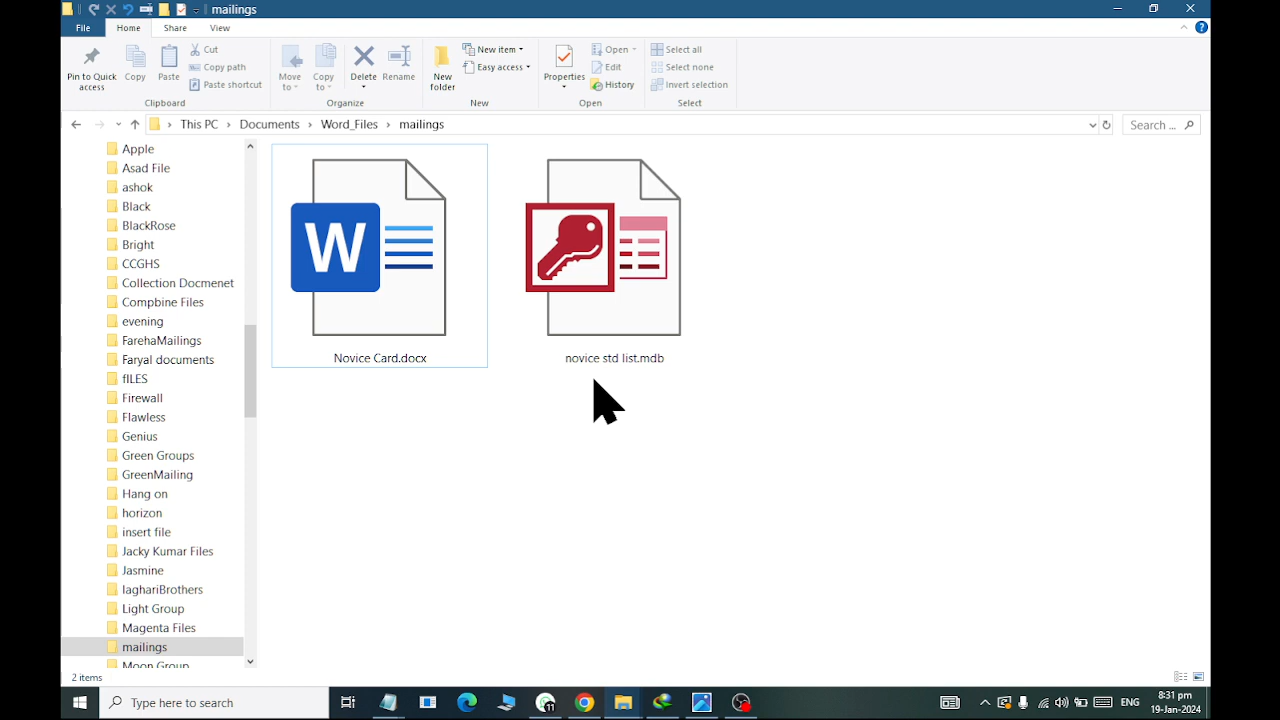 mailings
File Home Share View
Pin to Quick access
Copy
Paste
Cut
Copy path
Paste shortcut
Clipboard
Move to
Copy to
Delete
Rename
Organize
New folder
New item
Easy access
New
Properties
Open
Edit
History
Open
Select all
Select none
Invert selection
Select
This PC Documents Word_Files mailings
Search ...
Apple
Asad File
ashok
Black
BlackRose
Bright
CCGHS
Collection Docmenet
Compbine Files
evening
FarehaMailings
Faryal documents
fILES
Firewall
Flawless
Genius
Green Groups
GreenMailing
Hang on
horizon
insert file
Jacky Kumar Files
Jasmine
laghariBrothers
Light Group
Magenta Files
mailings
Moon Group
W
Novice Card.docx
novice std list.mdb
2 items
Type here to search
11
ENG
8:31 pm
19-Jan-2024